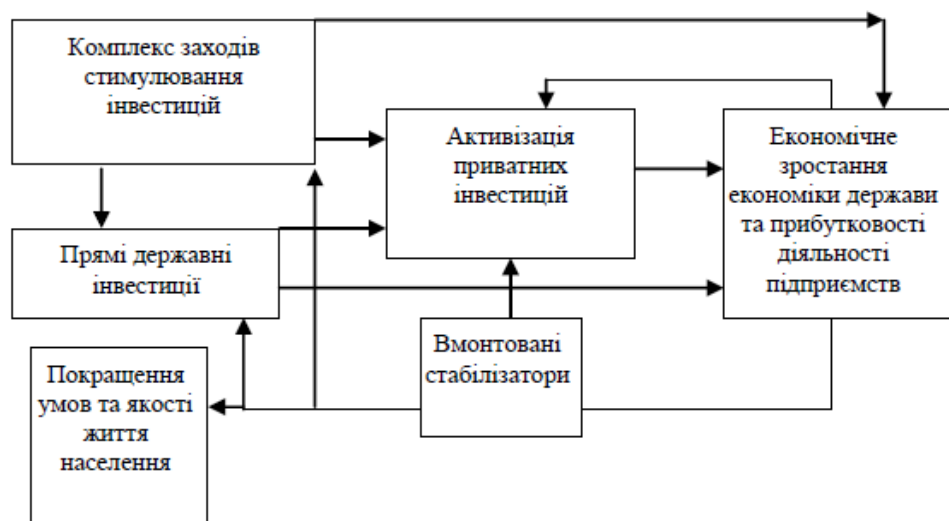 Комплекс заходів
стимулювання
інвестицій
Активізація
приватних
інвестицій
Економічне
зростання
економіки держави
та прибутковості
діяльності
підприємств
Прямі державні
інвестиції
Вмонтовані
стабілізатори
Покращення
умов та якості
життя
населення